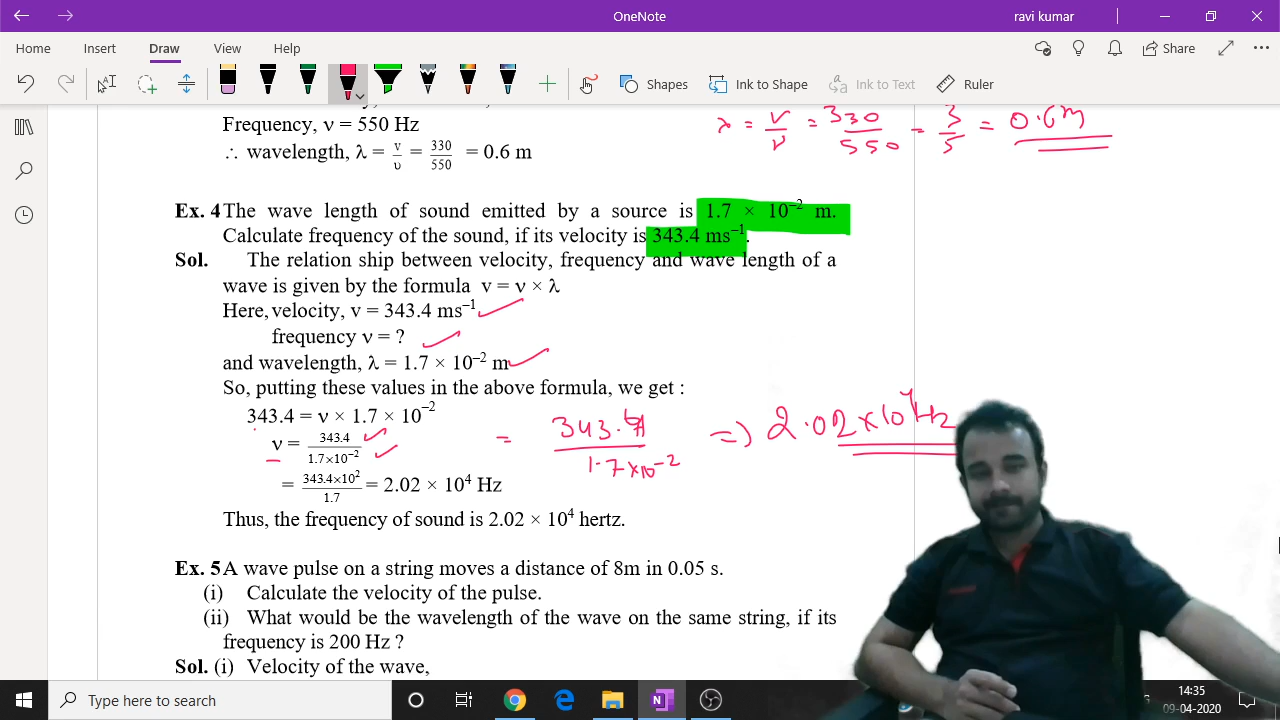 OneNote
ravi kumar
Home Insert Draw View Help
Share
Shapes Ink to Shape Ink to Text Ruler
Frequency, ν = 550 Hz
∴ wavelength, λ = v/υ = 330/550 = 0.6 m
λ = v/ν = 330/550 = 3/5 = 0.6m
Ex. 4 The wave length of sound emitted by a source is 1.7 × 10⁻² m.
Calculate frequency of the sound, if its velocity is 343.4 ms⁻¹.
Sol. The relation ship between velocity, frequency and wave length of a
wave is given by the formula v = ν × λ
Here, velocity, v = 343.4 ms⁻¹
frequency ν = ?
and wavelength, λ = 1.7 × 10⁻² m
So, putting these values in the above formula, we get :
343.4 = ν × 1.7 × 10⁻²
ν = 343.4/1.7×10⁻²
= 343.4/1.7×10⁻² => 2.02×10⁴Hz
= 343.4×10²/1.7 = 2.02 × 10⁴ Hz
Thus, the frequency of sound is 2.02 × 10⁴ hertz.
Ex. 5 A wave pulse on a string moves a distance of 8m in 0.05 s.
(i) Calculate the velocity of the pulse.
(ii) What would be the wavelength of the wave on the same string, if its
frequency is 200 Hz ?
Sol. (i) Velocity of the wave,
Type here to search
14:35
09-04-2020